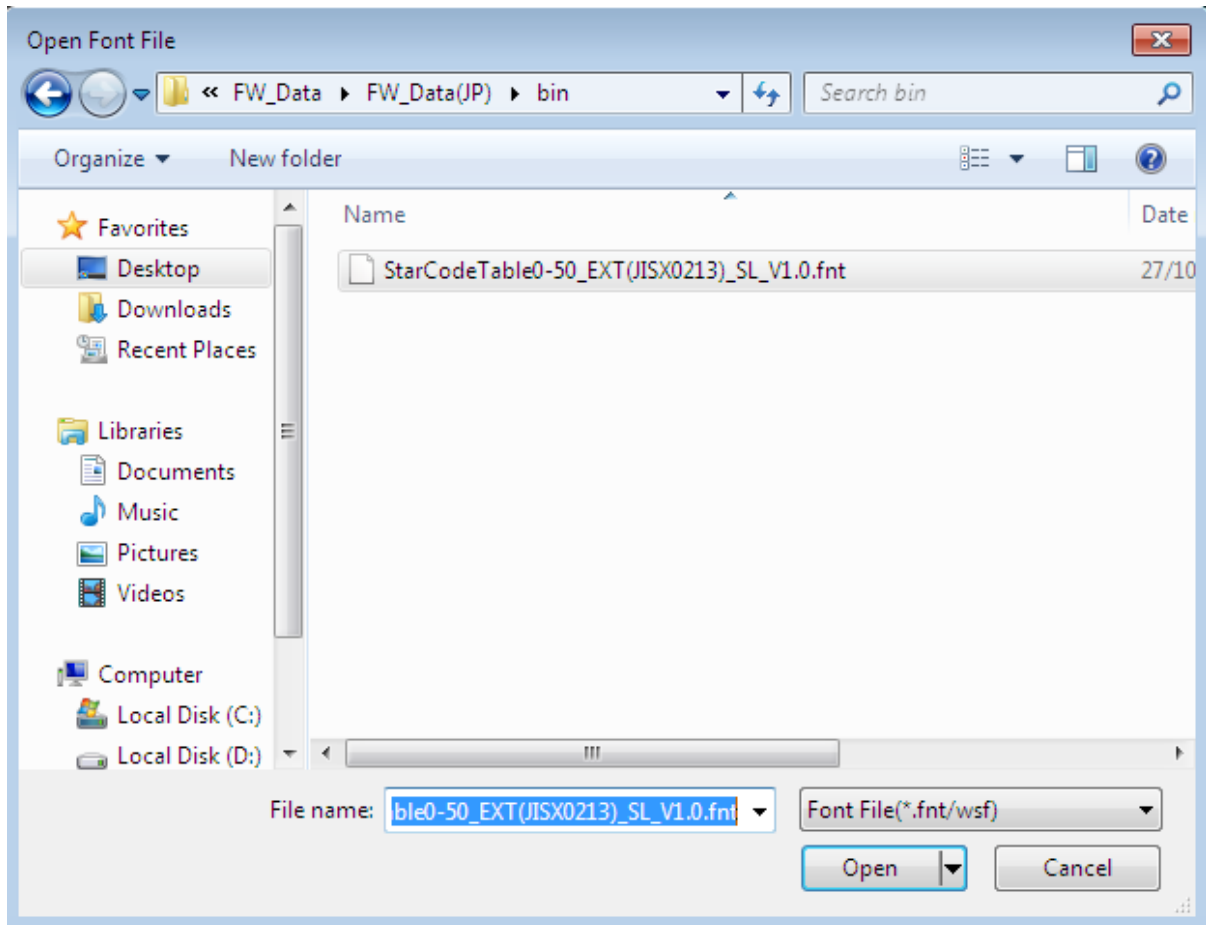 Open Font File
« FW_Data ▸ FW_Data(JP) ▸ bin
Search bin
Organize
New folder
Name
Date
Favorites
Desktop
Downloads
Recent Places
Libraries
Documents
Music
Pictures
Videos
Computer
Local Disk (C:)
Local Disk (D:)
StarCodeTable0-50_EXT(JISX0213)_SL_V1.0.fnt
27/10
File name: ble0-50_EXT(JISX0213)_SL_V1.0.fnt
Font File(*.fnt/wsf)
Open
Cancel